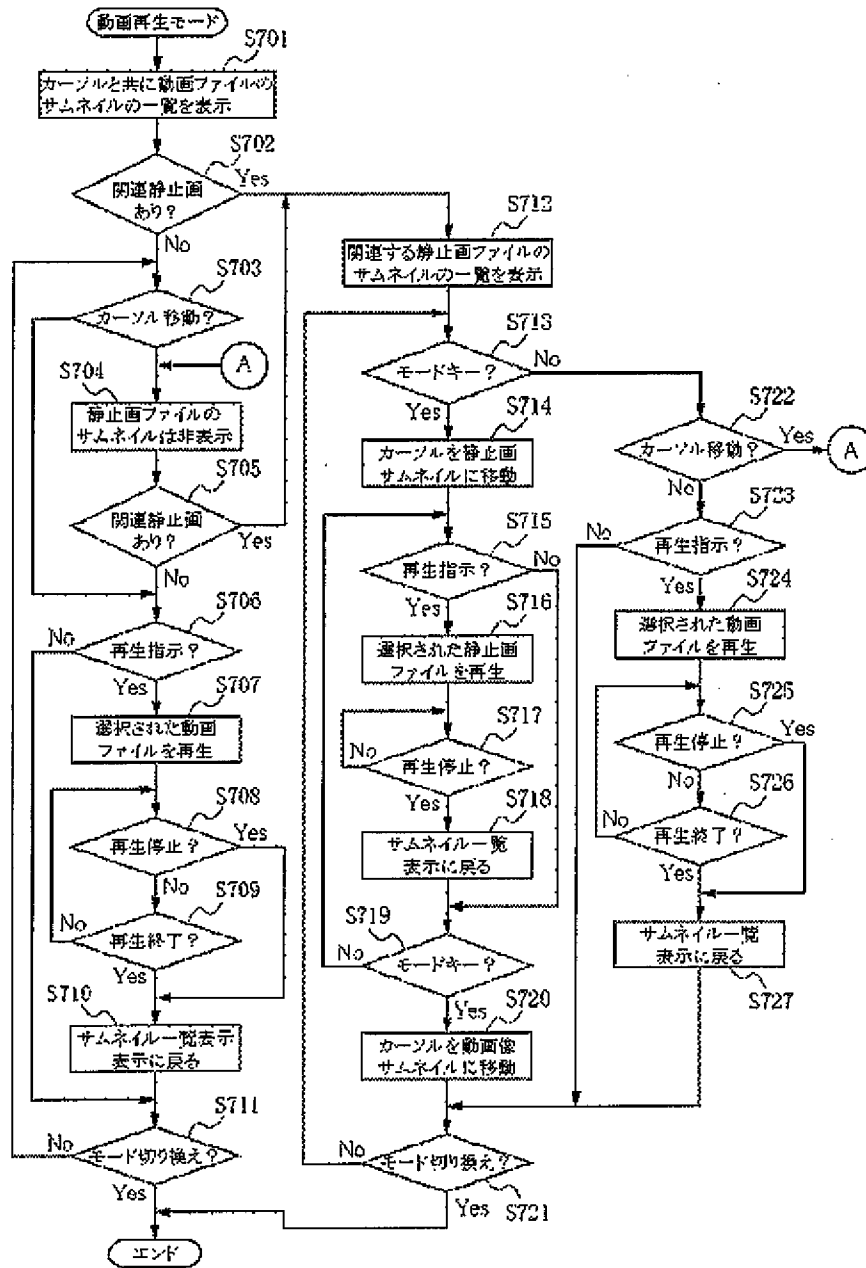 動画再生モード
S701
カーソルと共に動画ファイルの
サムネイルの一覧を表示
S702
関連静止画
あり?
Yes
No
S703
カーソル移動?
A
S704
静止画ファイルの
サムネイルは非表示
S705
関連静止画
あり?
Yes
No
S706
再生指示?
No
Yes
S707
選択された動画
ファイルを再生
S708
再生停止?
Yes
No
S709
再生終了?
No
Yes
S710
サムネイル一覧表示
表示に戻る
S711
モード切り換え?
No
Yes
エンド
S712
関連する静止画ファイルの
サムネイルの一覧を表示
S713
モードキー?
No
Yes
S714
カーソルを静止画
サムネイルに移動
S715
再生指示?
No
Yes
S716
選択された静止画
ファイルを再生
S717
再生停止?
No
Yes
S718
サムネイル一覧
表示に戻る
S719
モードキー?
No
Yes
S720
カーソルを動画像
サムネイルに移動
モード切り換え?
No
Yes
S721
S722
カーソル移動?
Yes
A
No
S723
再生指示?
No
Yes
S724
選択された動画
ファイルを再生
S725
再生停止?
Yes
No
S726
再生終了?
No
Yes
サムネイル一覧
表示に戻る
S727